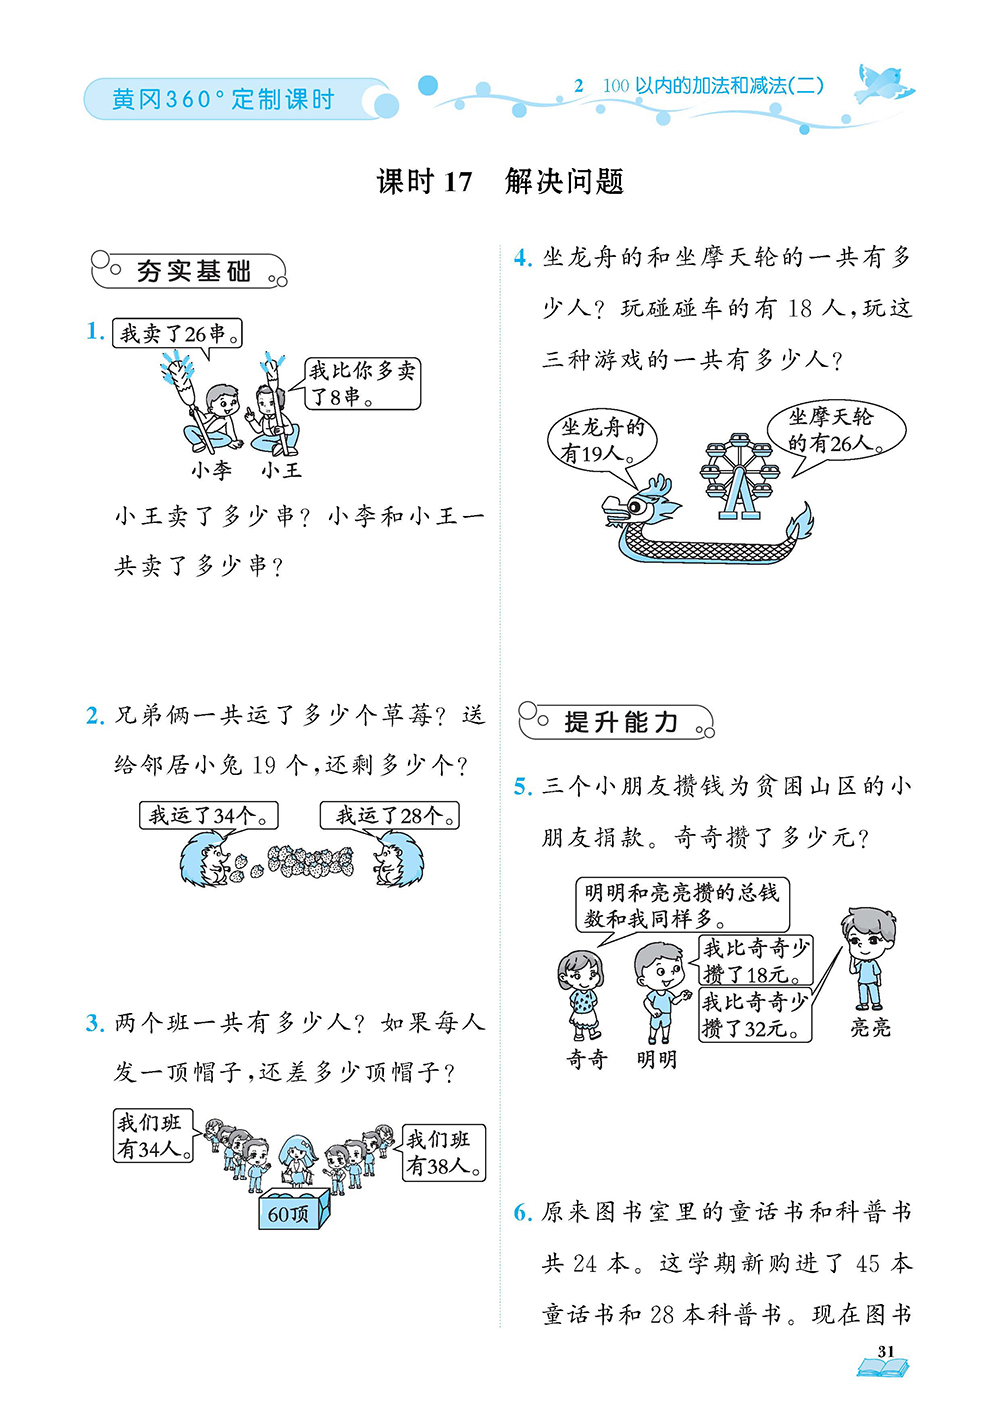 黄冈360°定制课时
2 100以内的加法和减法(二)
课时17 解决问题
夯实基础
1.
我卖了26串。
我比你多卖
了8串。
小李 小王
小王卖了多少串？小李和小王一
共卖了多少串？
2. 兄弟俩一共运了多少个草莓？送
给邻居小兔19个,还剩多少个？
我运了34个。 我运了28个。
3. 两个班一共有多少人？如果每人
发一顶帽子,还差多少顶帽子？
我们班
有34人。
我们班
有38人。
60顶
4. 坐龙舟的和坐摩天轮的一共有多
少人？玩碰碰车的有18人,玩这
三种游戏的一共有多少人？
坐龙舟的
有19人。
坐摩天轮
的有26人。
提升能力
5. 三个小朋友攒钱为贫困山区的小
朋友捐款。奇奇攒了多少元？
明明和亮亮攒的总钱
数和我同样多。
我比奇奇少
攒了18元。
我比奇奇少
攒了32元。
奇奇 明明 亮亮
6. 原来图书室里的童话书和科普书
共24本。这学期新购进了45本
童话书和28本科普书。现在图书
31